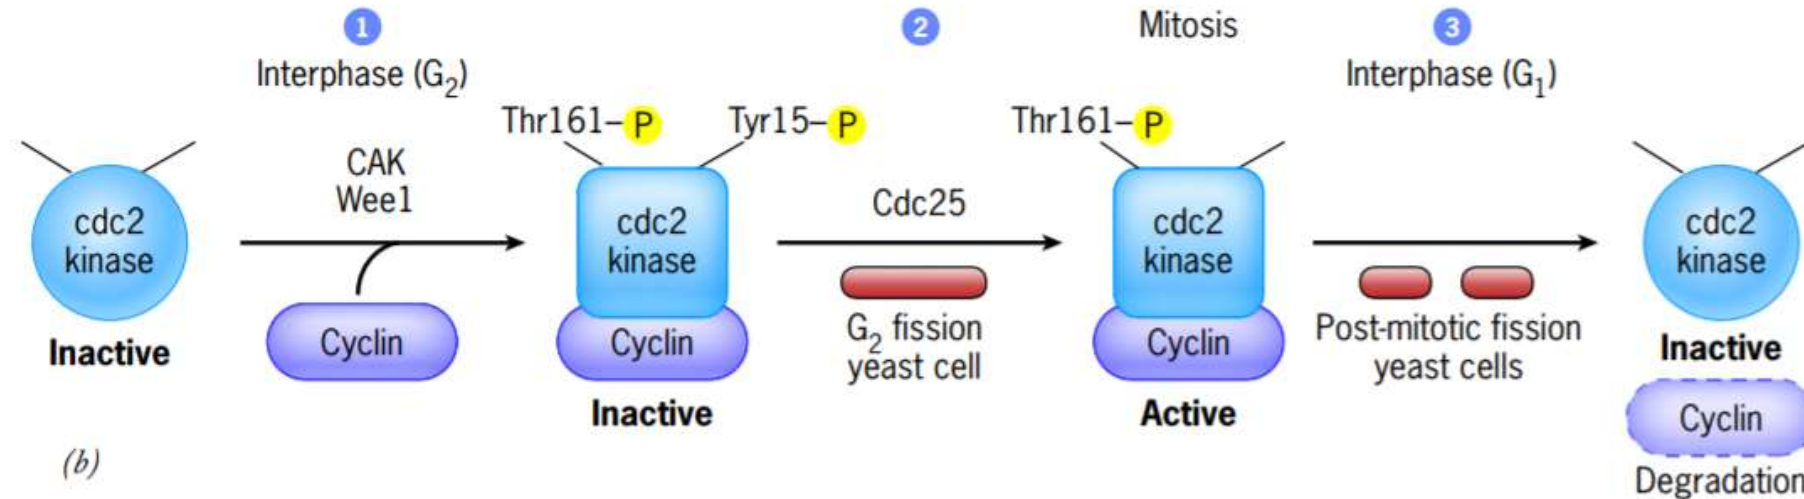 1
Interphase (G2)
2
Mitosis
3
Interphase (G1)
cdc2
kinase
Inactive
CAK
Wee1
Cyclin
Thr161–P
Tyr15–P
cdc2
kinase
Cyclin
Inactive
Cdc25
G2 fission
yeast cell
Thr161–P
cdc2
kinase
Cyclin
Active
Post-mitotic fission
yeast cells
cdc2
kinase
Inactive
Cyclin
Degradation
(b)